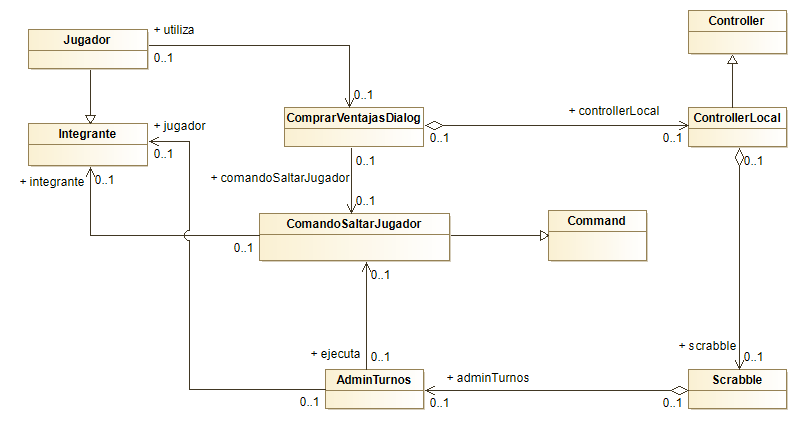 Controller
+ utiliza
Jugador
0..1
0..1
ComprarVentajasDialog
+ controllerLocal
ControllerLocal
+ jugador
Integrante
0..1
0..1
0..1
0..1
0..1
+ integrante
0..1
+ comandoSaltarJugador
0..1
ComandoSaltarJugador
Command
0..1
0..1
+ ejecuta
0..1
+ scrabble
0..1
AdminTurnos
+ adminTurnos
Scrabble
0..1
0..1
0..1